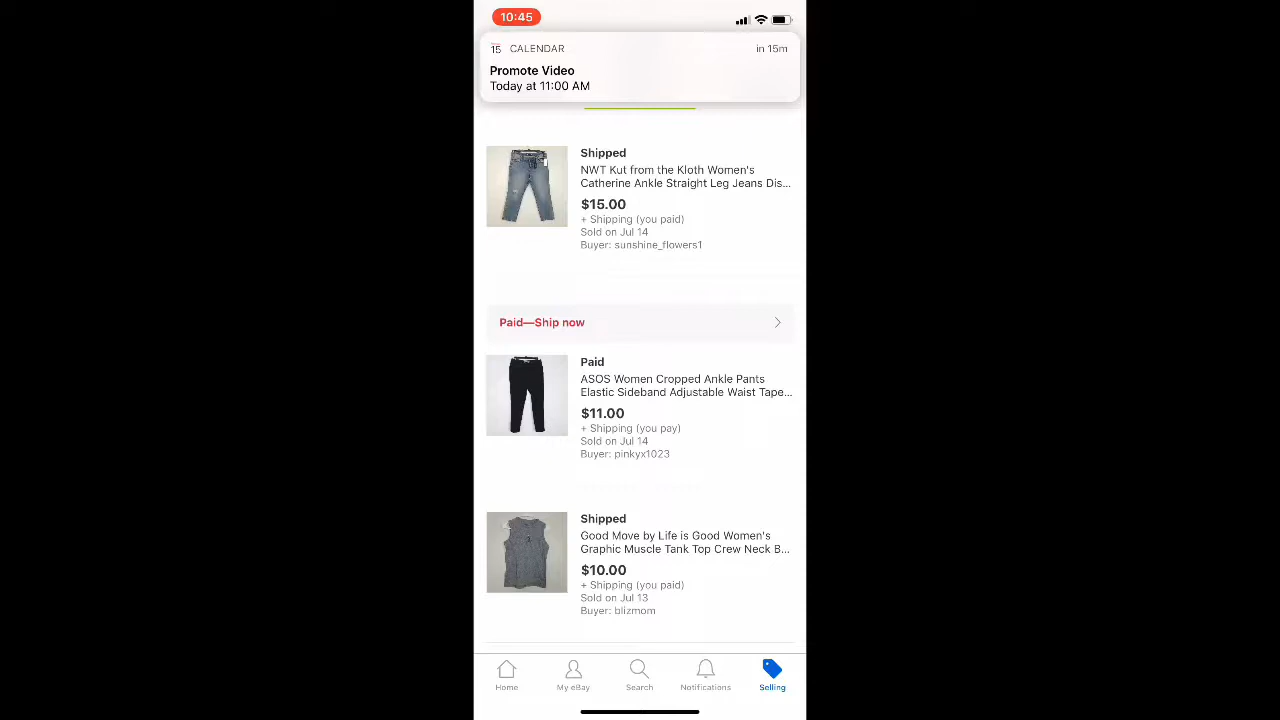 10:45
15 CALENDAR in 15m
Promote Video
Today at 11:00 AM
Shipped
NWT Kut from the Kloth Women's
Catherine Ankle Straight Leg Jeans Dis...
$15.00
+ Shipping (you paid)
Sold on Jul 14
Buyer: sunshine_flowers1
Paid—Ship now
Paid
ASOS Women Cropped Ankle Pants
Elastic Sideband Adjustable Waist Tape...
$11.00
+ Shipping (you pay)
Sold on Jul 14
Buyer: pinkyx1023
Shipped
Good Move by Life is Good Women's
Graphic Muscle Tank Top Crew Neck B...
$10.00
+ Shipping (you paid)
Sold on Jul 13
Buyer: blizmom
Home My eBay Search Notifications Selling